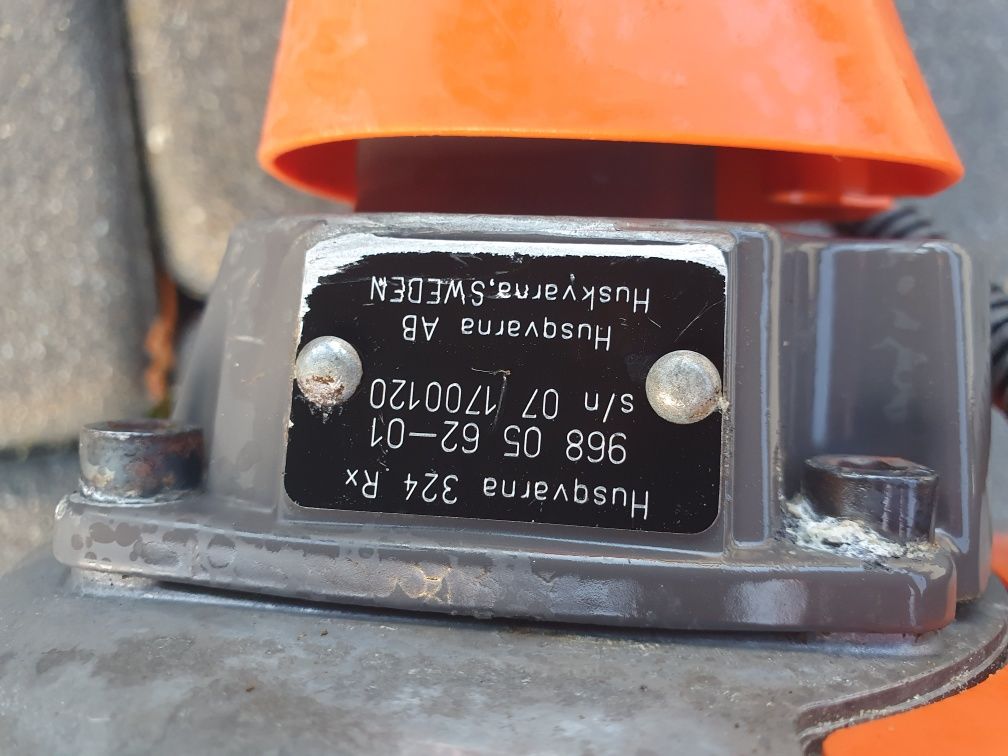 Husqvarna 324 Rx
968 05 62-01
s/n 07 1700120
Husqvarna AB
Huskvarna,SWEDEN